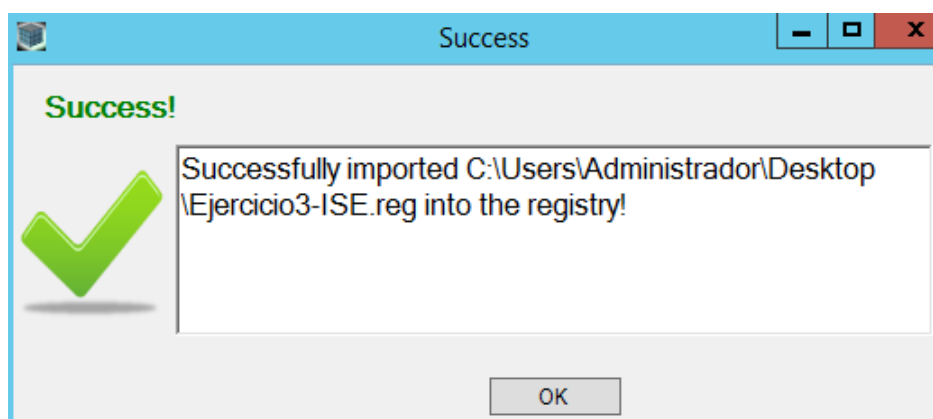 Success
Success!
Successfully imported C:\Users\Administrador\Desktop
\Ejercicio3-ISE.reg into the registry!
OK